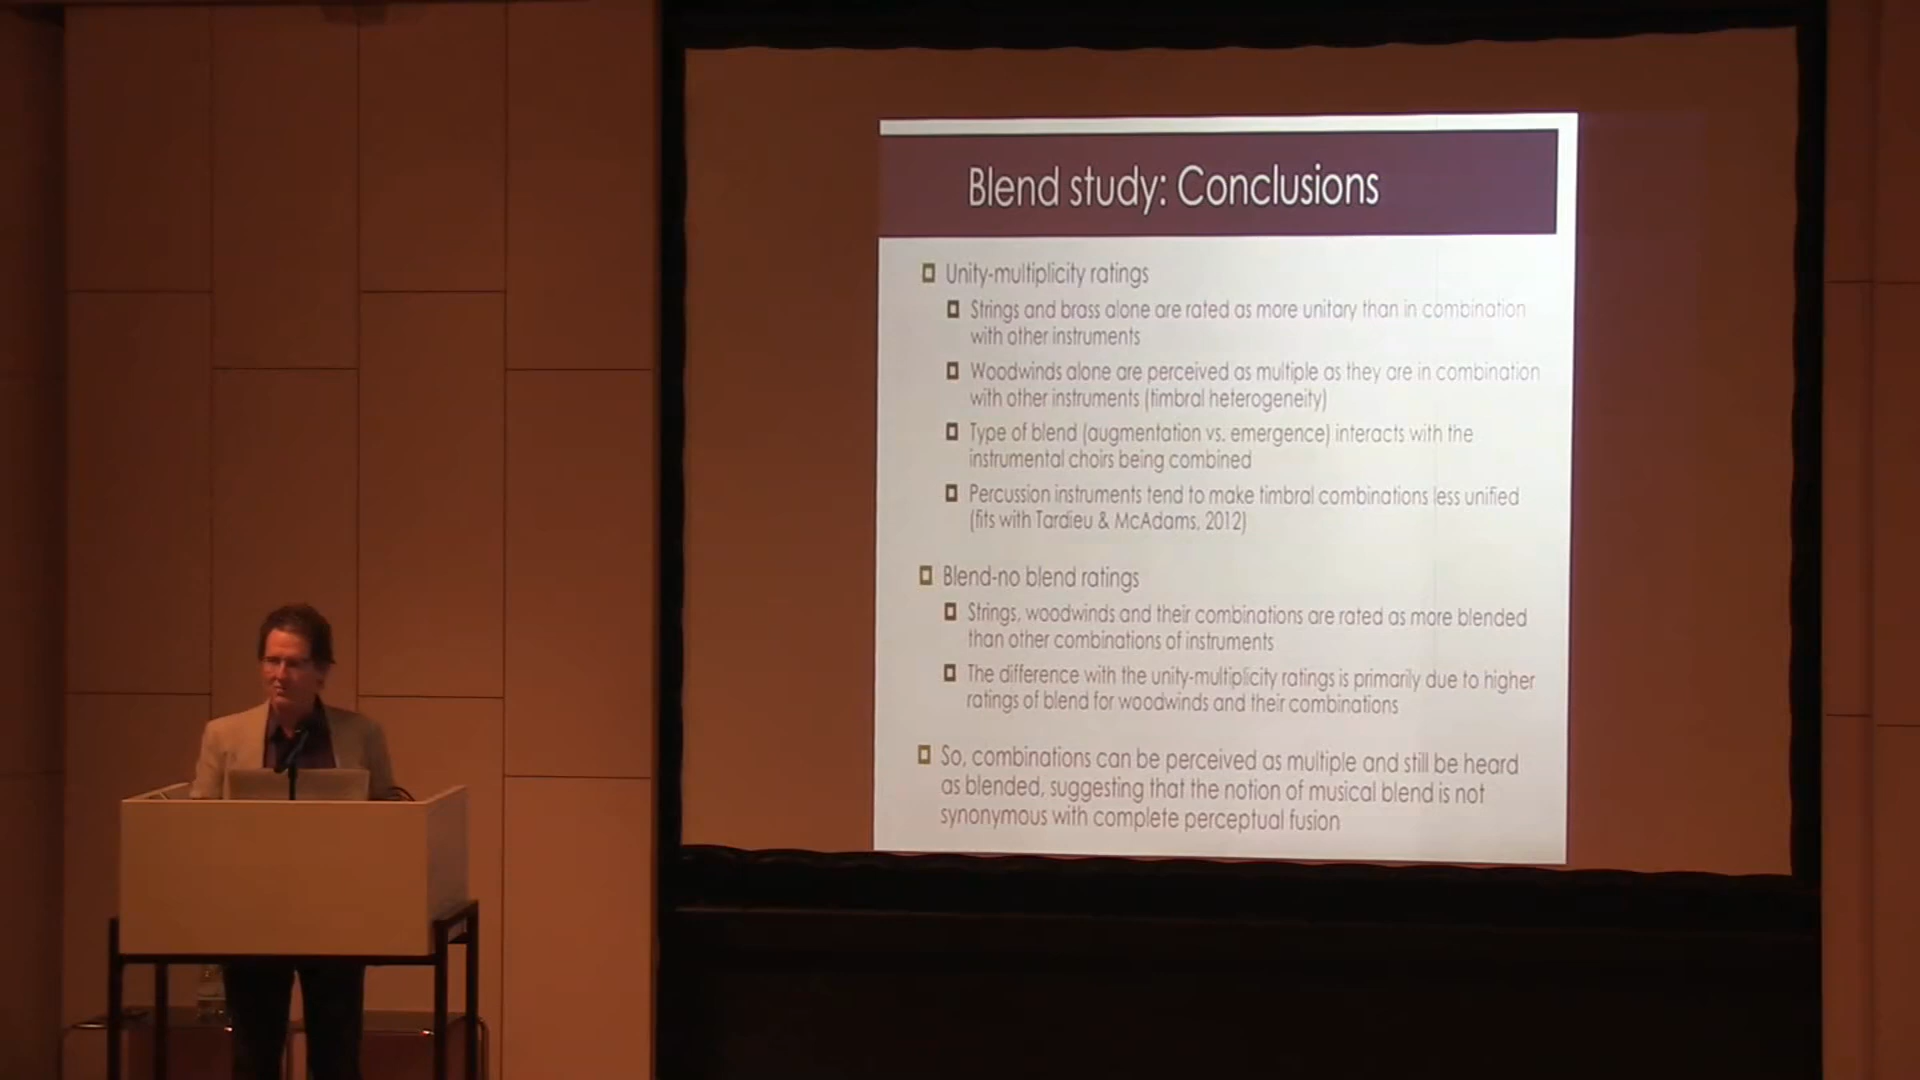 Blend study: Conclusions
Unity-multiplicity ratings
Strings and brass alone are rated as more unitary than in combination
with other instruments
Woodwinds alone are perceived as multiple as they are in combination
with other instruments (timbral heterogeneity)
Type of blend (augmentation vs. emergence) interacts with the
instrumental choirs being combined
Percussion instruments tend to make timbral combinations less unified
(fits with Tardieu & McAdams, 2012)
Blend-no blend ratings
Strings, woodwinds and their combinations are rated as more blended
than other combinations of instruments
The difference with the unity-multiplicity ratings is primarily due to higher
ratings of blend for woodwinds and their combinations
So, combinations can be perceived as multiple and still be heard
as blended, suggesting that the notion of musical blend is not
synonymous with complete perceptual fusion